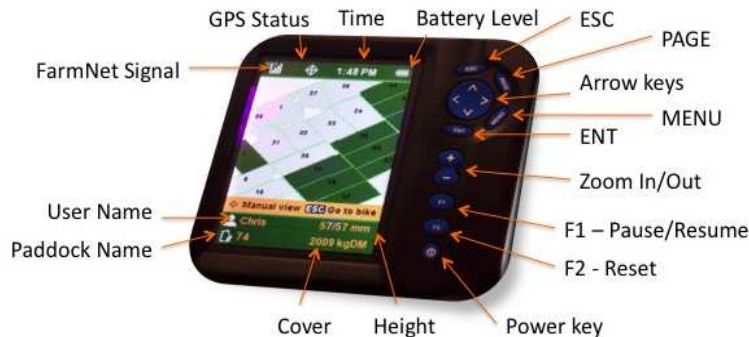 GPS Status Time Battery Level ESC
PAGE
FarmNet Signal
1:48 PM
Arrow keys
MENU
ENT
Zoom In/Out
+
−
Manual view ESC Go to bike
User Name
Chris 57/57 mm
F1
F1 – Pause/Resume
Paddock Name
74 2009 kgDM
F2 - Reset
Cover Height Power key